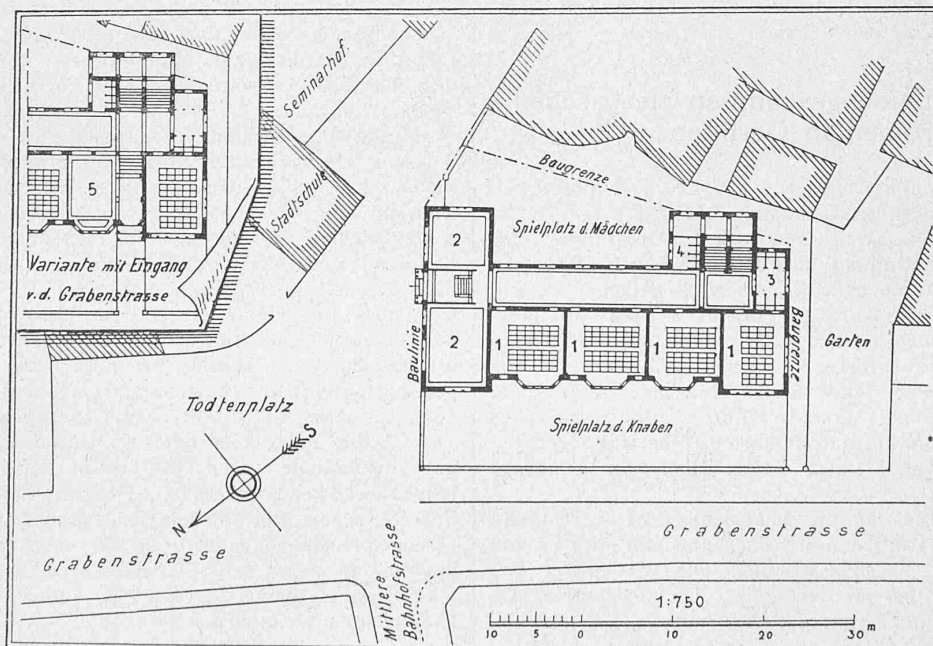 Seminarhof.
Stadtschule
5
Variante mit Eingang
v. d. Grabenstrasse
Baugrenze
Spielplatz d. Mädchen
2
4
3
Baulinie
2
1
1
1
1
Baugrenze
Garten
Spielplatz d. Knaben
Todtenplatz
S
N
Grabenstrasse
Grabenstrasse
Mittlere
Bahnhofstrasse
1:750
10 5 0 10 20 30 m